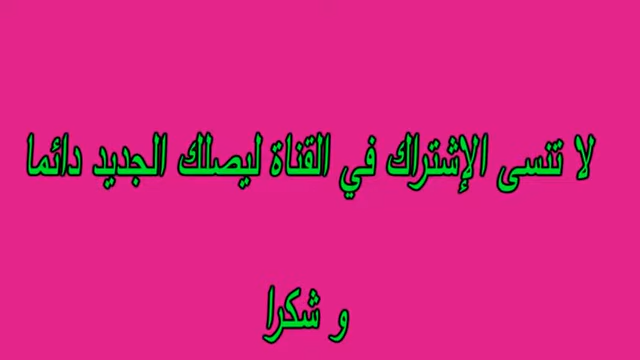 لا تنسى الإشتراك في القناة ليصلك الجديد دائما
و شكرا